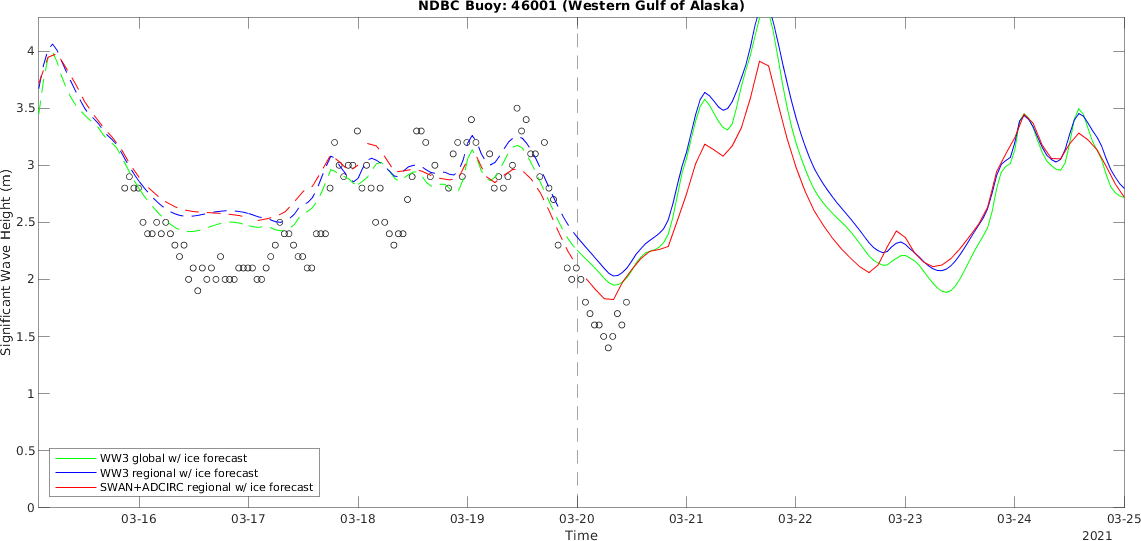 NDBC Buoy: 46001 (Western Gulf of Alaska)
Significant Wave Height (m)
4
3.5
3
2.5
2
1.5
1
0.5
0
WW3 global w/ ice forecast
WW3 regional w/ ice forecast
SWAN+ADCIRC regional w/ ice forecast
03-16 03-17 03-18 03-19 03-20 03-21 03-22 03-23 03-24 03-25
Time
2021